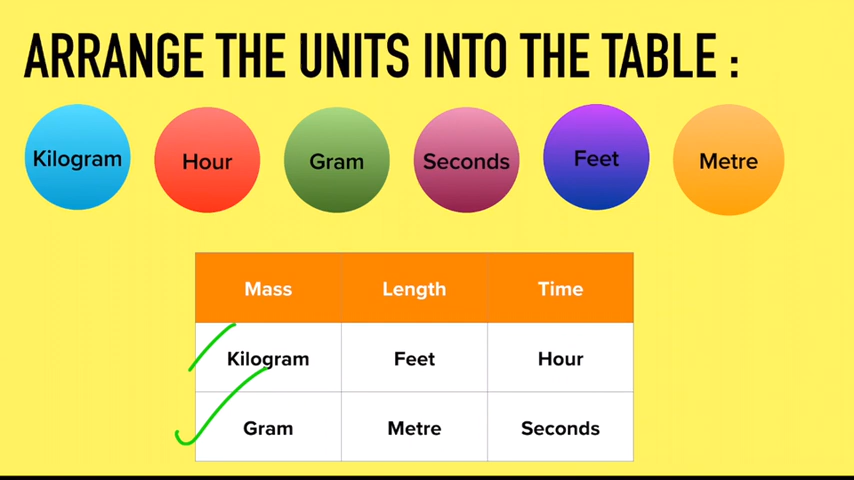 ARRANGE THE UNITS INTO THE TABLE :
Kilogram Hour Gram Seconds Feet Metre
Mass Length Time
Kilogram Feet Hour
Gram Metre Seconds